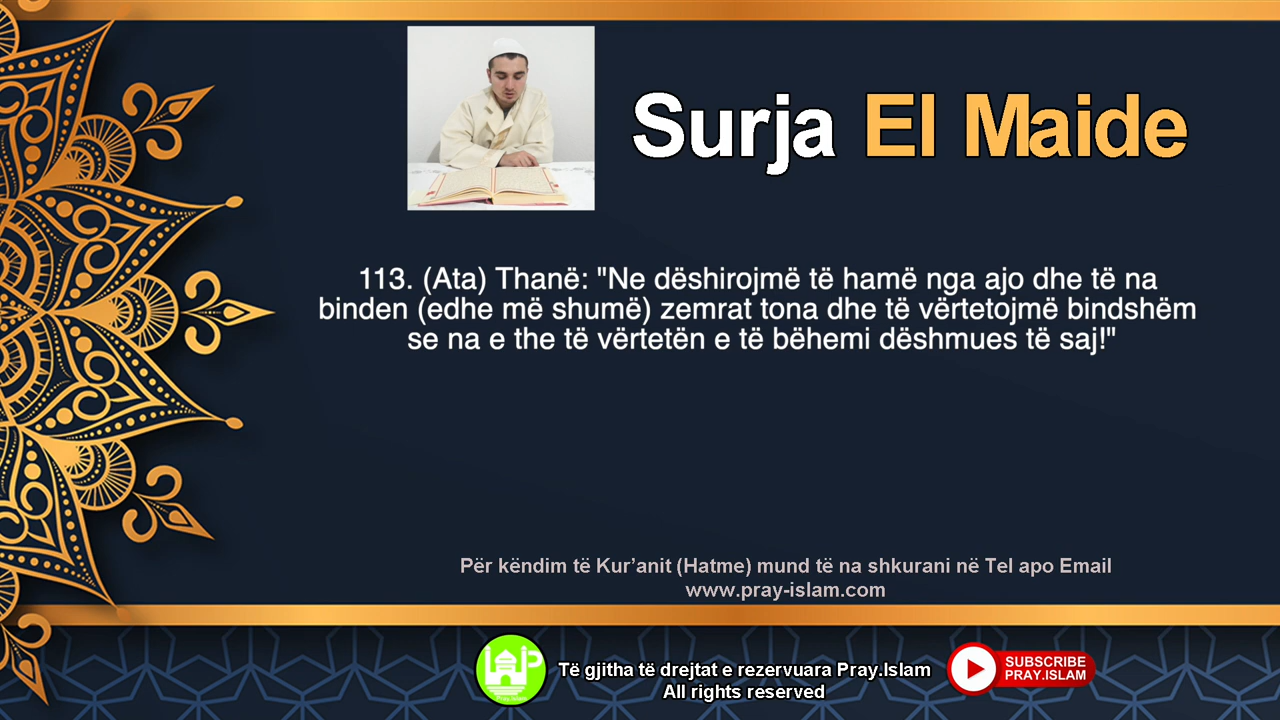 Surja El Maide
113. (Ata) Thanë: "Ne dëshirojmë të hamë nga ajo dhe të na
binden (edhe më shumë) zemrat tona dhe të vërtetojmë bindshëm
se na e the të vërtetën e të bëhemi dëshmues të saj!"
Për këndim të Kur’anit (Hatme) mund të na shkurani në Tel apo Email
www.pray-islam.com
Pray Islam
Të gjitha të drejtat e rezervuara Pray.Islam
All rights reserved
SUBSCRIBE
PRAY.ISLAM